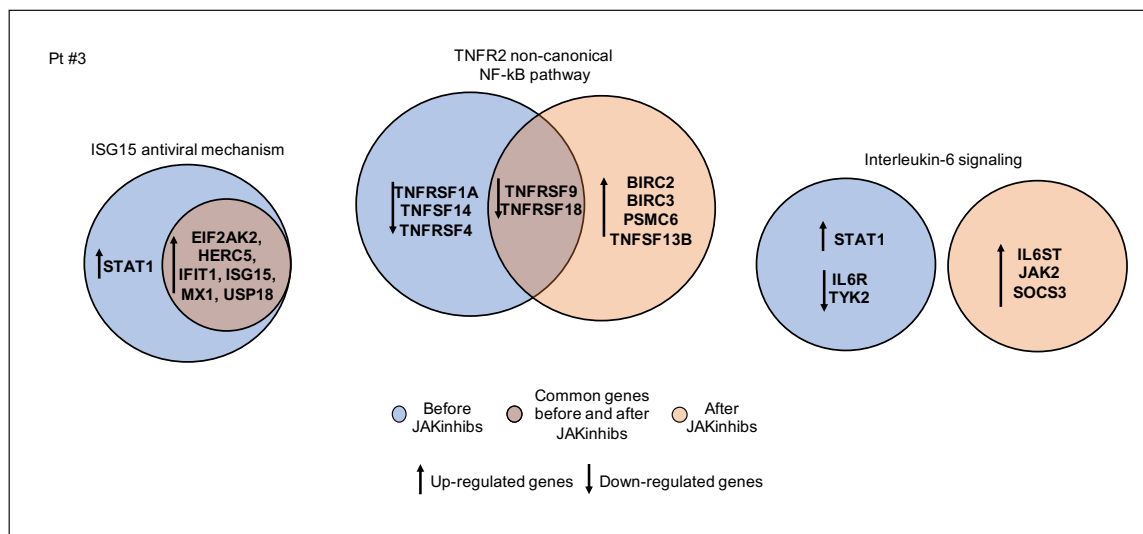 Pt #3
ISG15 antiviral mechanism
STAT1
EIF2AK2,
HERC5,
IFIT1, ISG15,
MX1, USP18
TNFR2 non-canonical
NF-kB pathway
TNFRSF1A
TNFSF14
TNFRSF4
TNFRSF9
TNFRSF18
BIRC2
BIRC3
PSMC6
TNFSF13B
Interleukin-6 signaling
STAT1
IL6R
TYK2
IL6ST
JAK2
SOCS3
Before
JAKinhibs
Common genes
before and after
JAKinhibs
After
JAKinhibs
Up-regulated genes
Down-regulated genes